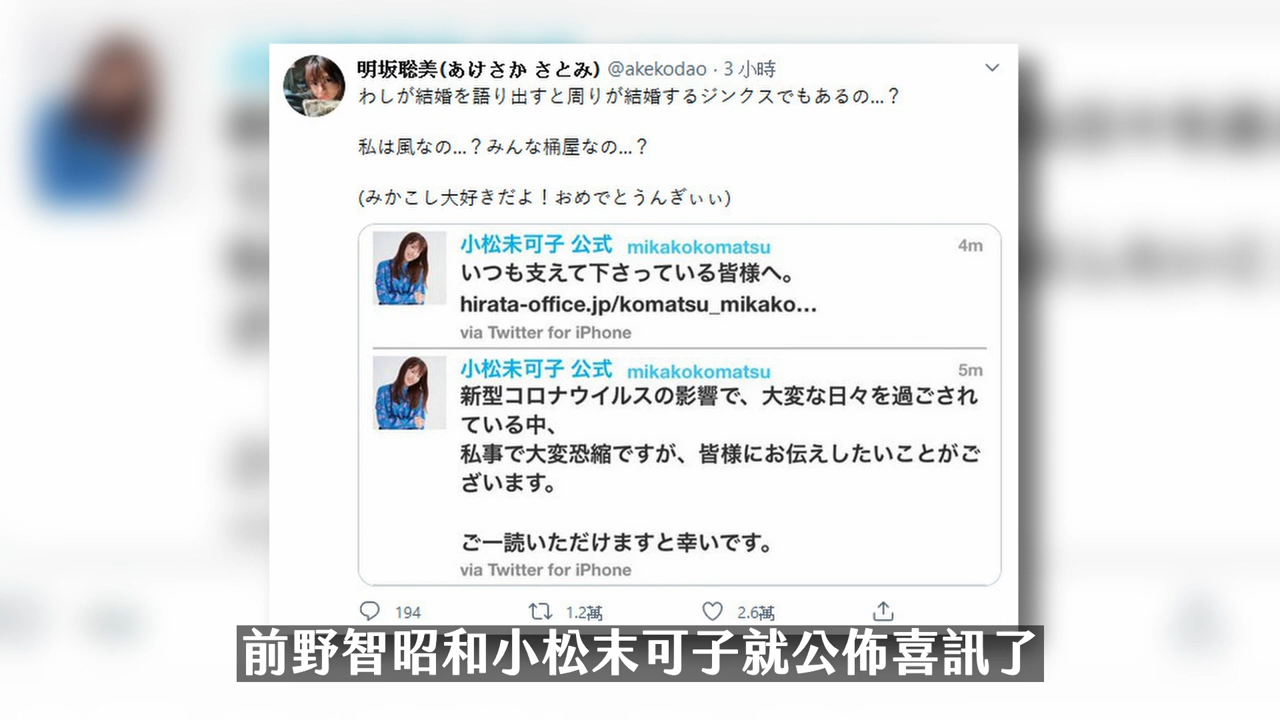 明坂聡美(あけさか さとみ) @akekodao · 3 小時
わしが結婚を語り出すと周りが結婚するジンクスでもあるの...？
私は風なの...？みんな桶屋なの...？
(みかこし大好きだよ！おめでとうんぎぃぃ)
小松未可子 公式 mikakokomatsu 4m
いつも支えて下さっている皆様へ。
hirata-office.jp/komatsu_mikako...
via Twitter for iPhone
小松未可子 公式 mikakokomatsu 5m
新型コロナウイルスの影響で、大変な日々を過ごされ
ている中、
私事で大変恐縮ですが、皆様にお伝えしたいことがご
ざいます。
ご一読いただけますと幸いです。
via Twitter for iPhone
194 1.2萬 2.6萬
前野智昭和小松末可子就公佈喜訊了